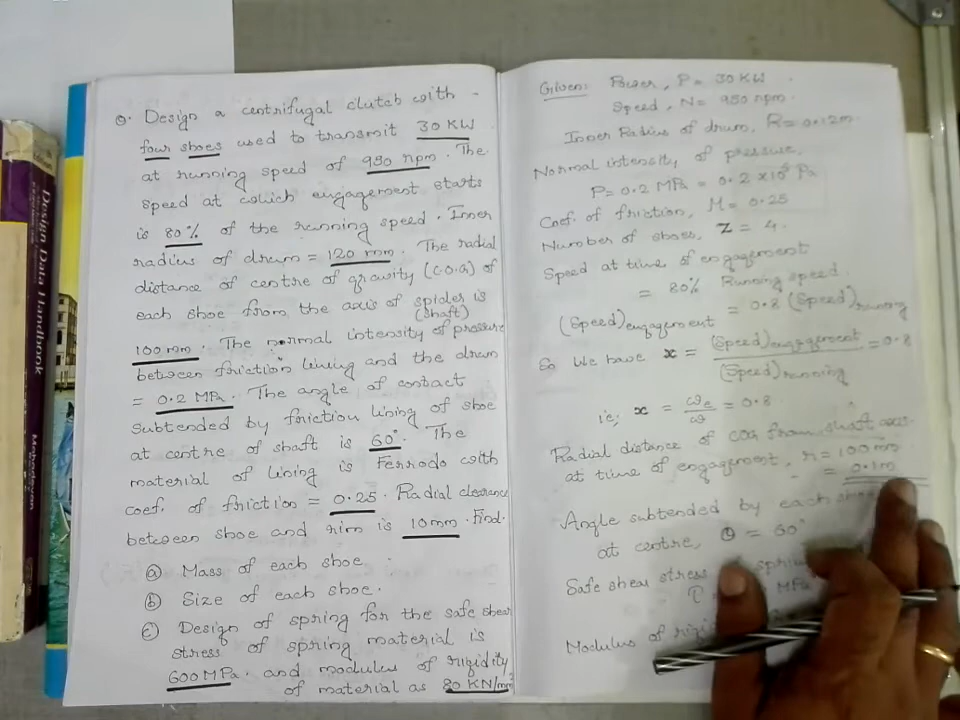 Design Data Handbook
Mahadevan
Q. Design a centrifugal clutch with
four shoes used to transmit 30 KW
at running speed of 950 rpm. The
speed at which engagement starts
is 80% of the running speed. Inner
radius of drum = 120 mm. The radial
distance of centre of gravity (C.O.G) of
each shoe from the axis of spider is
(shaft)
100 mm. The normal intensity of pressure
between friction lining and the drum
= 0.2 MPa. The angle of contact
subtended by friction lining of shoe
at centre of shaft is 60°. The
material of lining is Ferrodo with
coef. of friction = 0.25. Radial clearance
between shoe and rim is 10mm. Find.
(a) Mass of each shoe
(b) Size of each shoe.
(c) Design of spring for the safe shear
stress of spring material is
600 MPa. and modulus of rigidity
of material as 80 KN/mm²
Given: Power, P = 30 KW.
Speed, N = 950 rpm.
Inner Radius of drum, R = 0.12m
Normal intensity of pressure,
P = 0.2 MPa = 0.2 x10⁶ Pa
Coef. of friction, M = 0.25
Number of shoes, Z = 4.
Speed at time of engagement
= 80% Running speed.
(Speed)engagement = 0.8 (Speed)running
So We have x = (Speed)engagement / (Speed)running = 0.8
i.e; x = ωe/ω = 0.8
Radial distance of COG from shaft axis
at time of engagement, r = 100 mm
= 0.1m
Angle subtended by each
at centre, θ = 60°
Safe shear stress
MPa
Modulus of